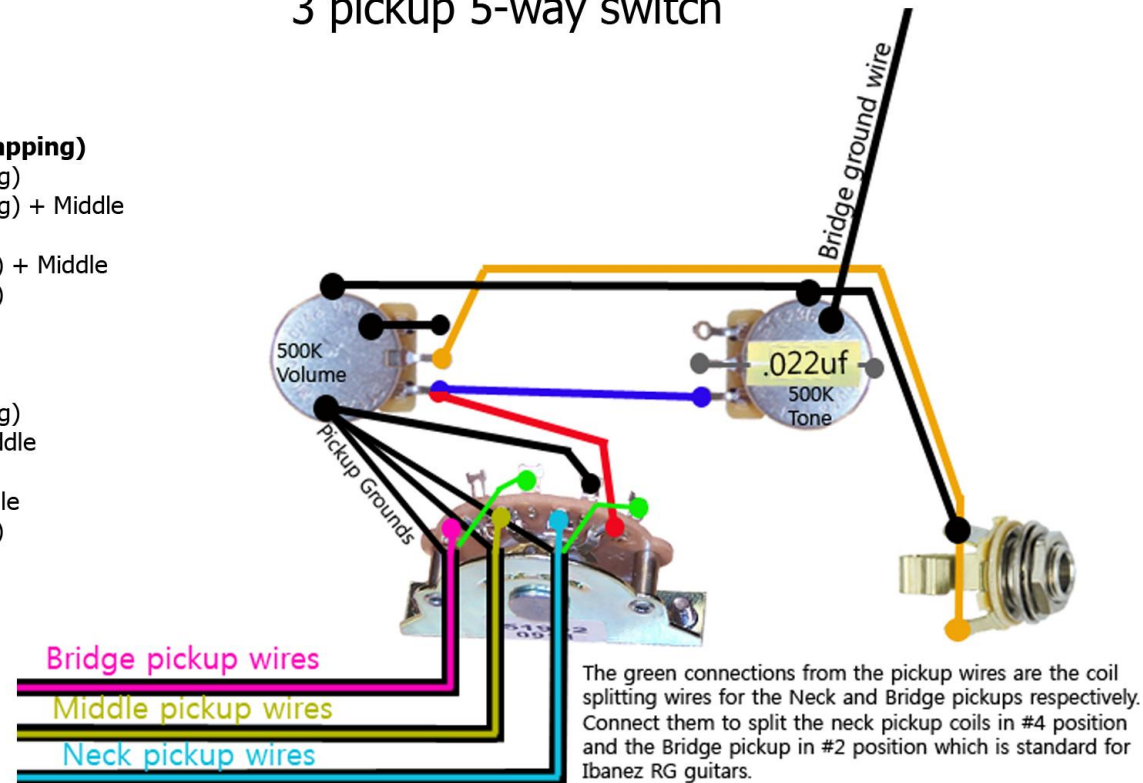 3 pickup 5-way switch
apping)
g)
g) + Middle
) + Middle
)
g)
ddle
le
)
Bridge ground wire
500K
Volume
.022uf
500K
Tone
Pickup Grounds
Bridge pickup wires
Middle pickup wires
Neck pickup wires
The green connections from the pickup wires are the coil
splitting wires for the Neck and Bridge pickups respectively.
Connect them to split the neck pickup coils in #4 position
and the Bridge pickup in #2 position which is standard for
Ibanez RG guitars.